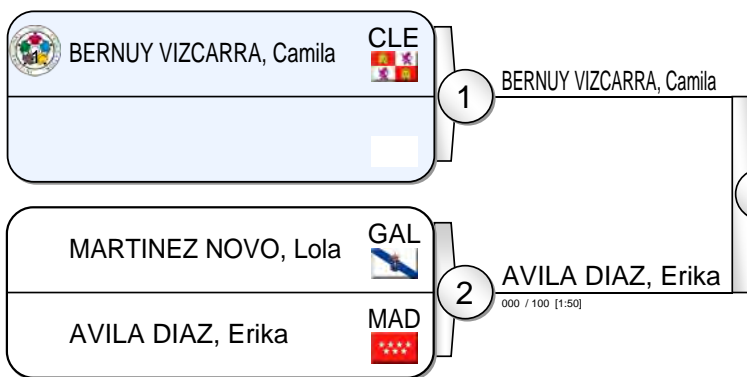 1 BERNUY VIZCARRA, Camila CLE
1 BERNUY VIZCARRA, Camila
MARTINEZ NOVO, Lola GAL
2 AVILA DIAZ, Erika
000 / 100 [1:50]
AVILA DIAZ, Erika MAD